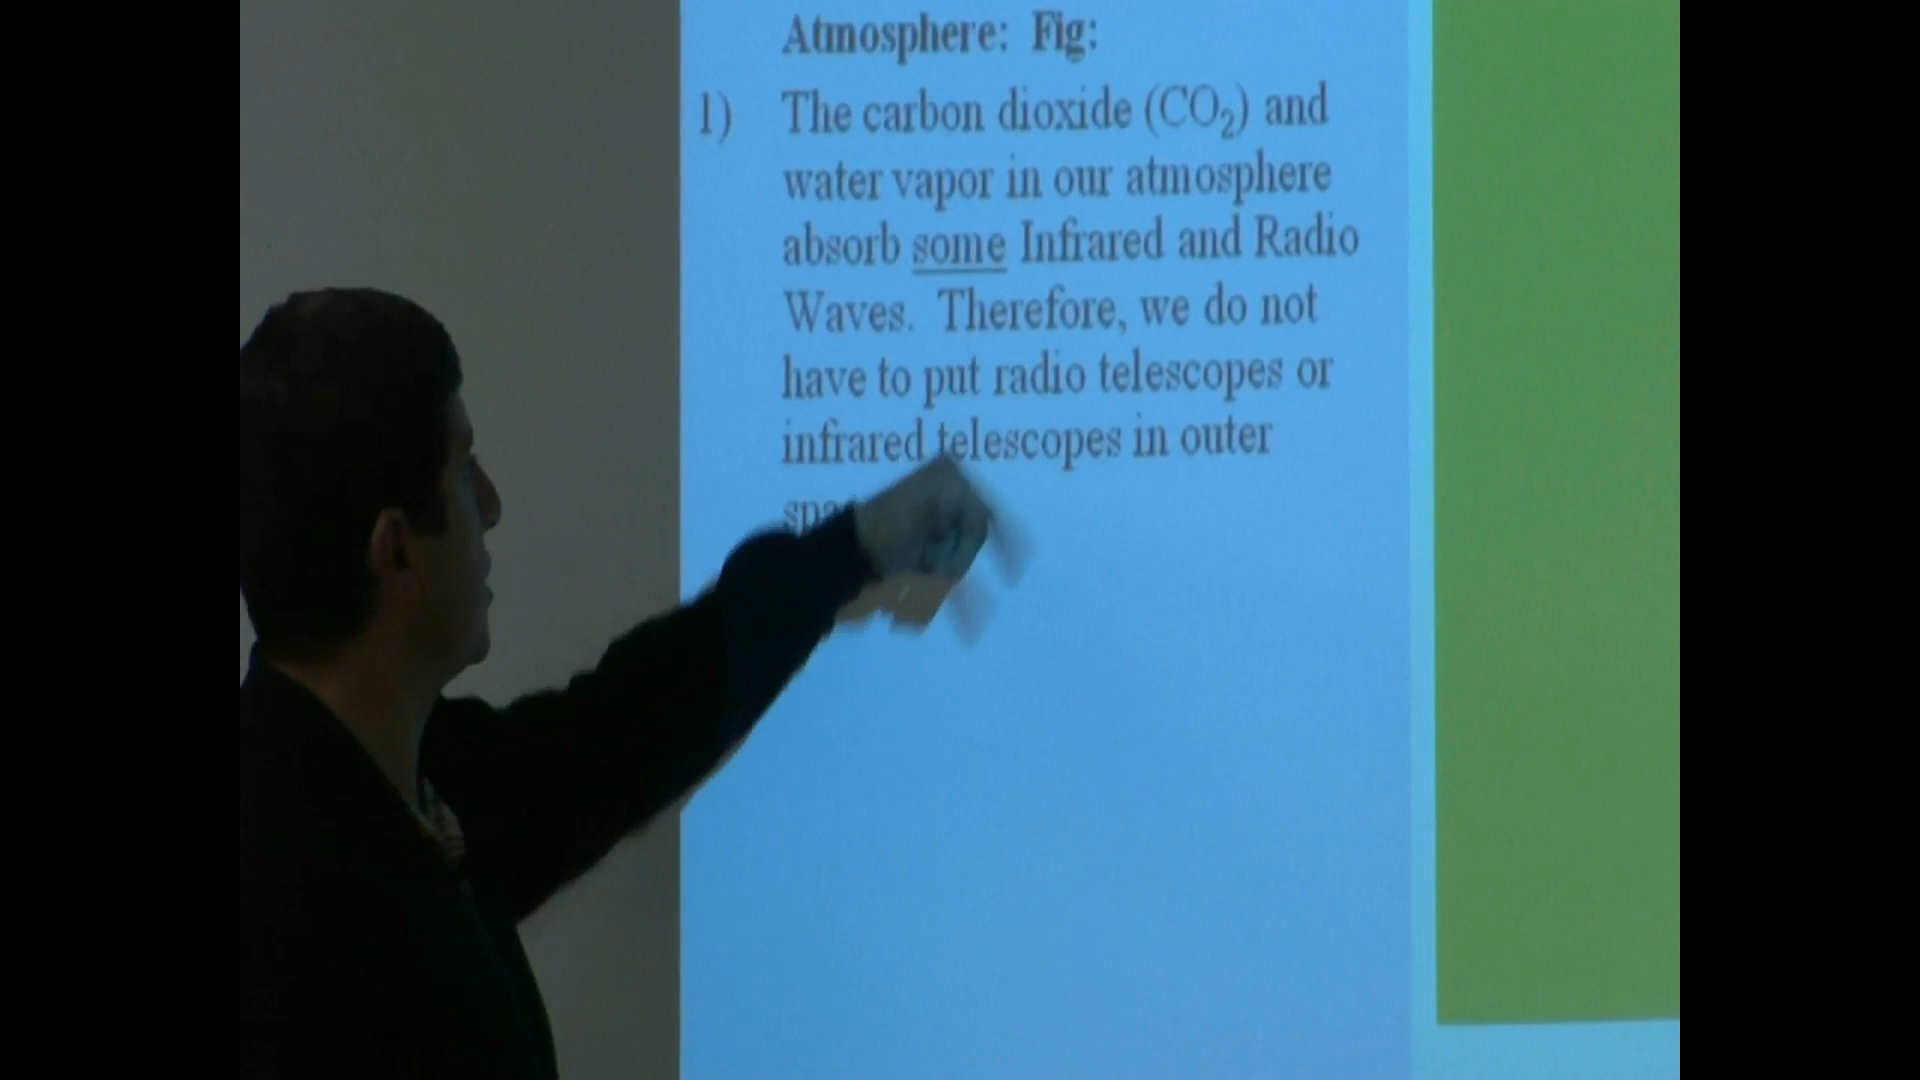 Atmosphere: Fig:
1) The carbon dioxide (CO₂) and
water vapor in our atmosphere
absorb some Infrared and Radio
Waves. Therefore, we do not
have to put radio telescopes or
infrared telescopes in outer